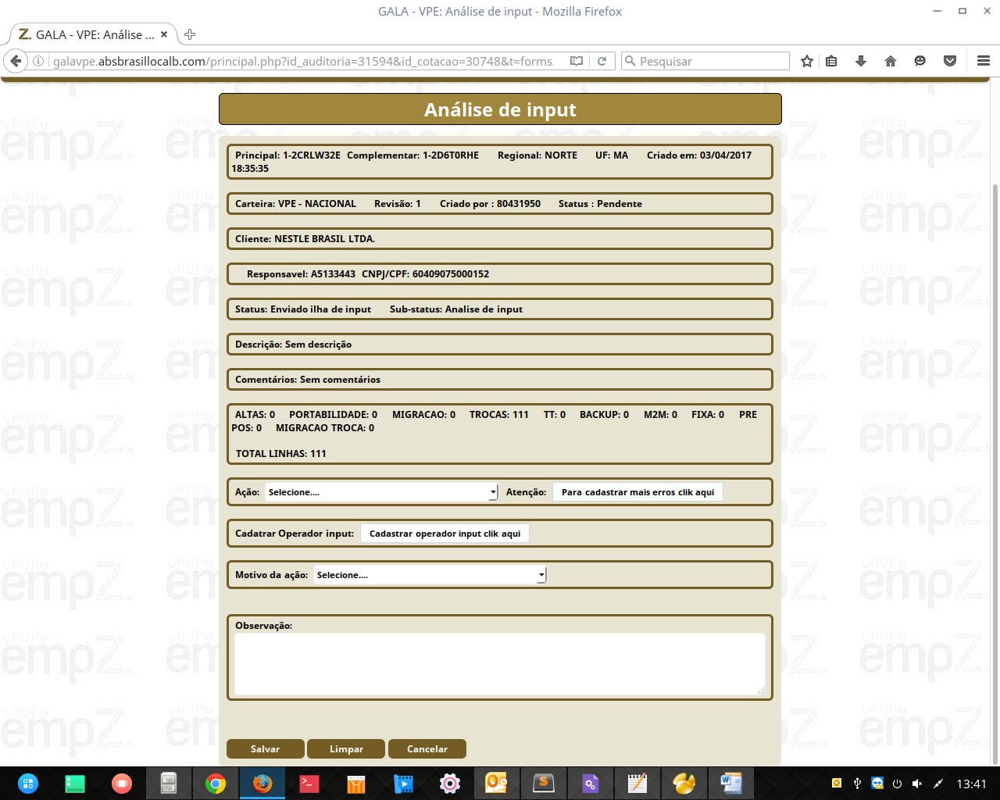 GALA - VPE: Análise de input - Mozilla Firefox
Z. GALA - VPE: Análise ...
galavpe.absbrasillocalb.com/principal.php?id_auditoria=31594&id_cotacao=30748&t=forms
Pesquisar
Análise de input
Principal: 1-2CRLW32E Complementar: 1-2D6T0RHE Regional: NORTE UF: MA Criado em: 03/04/2017
18:35:35
Carteira: VPE - NACIONAL Revisão: 1 Criado por : 80431950 Status : Pendente
Cliente: NESTLE BRASIL LTDA.
Responsavel: A5133443 CNPJ/CPF: 60409075000152
Status: Enviado ilha de input Sub-status: Analise de input
Descrição: Sem descrição
Comentários: Sem comentários
ALTAS: 0 PORTABILIDADE: 0 MIGRACAO: 0 TROCAS: 111 TT: 0 BACKUP: 0 M2M: 0 FIXA: 0 PRE
POS: 0 MIGRACAO TROCA: 0
TOTAL LINHAS: 111
Ação: Selecione.... Atenção: Para cadastrar mais erros clik aqui
Cadatrar Operador input: Cadastrar operador input clik aqui
Motivo da ação: Selecione....
Observação:
Salvar Limpar Cancelar
13:41